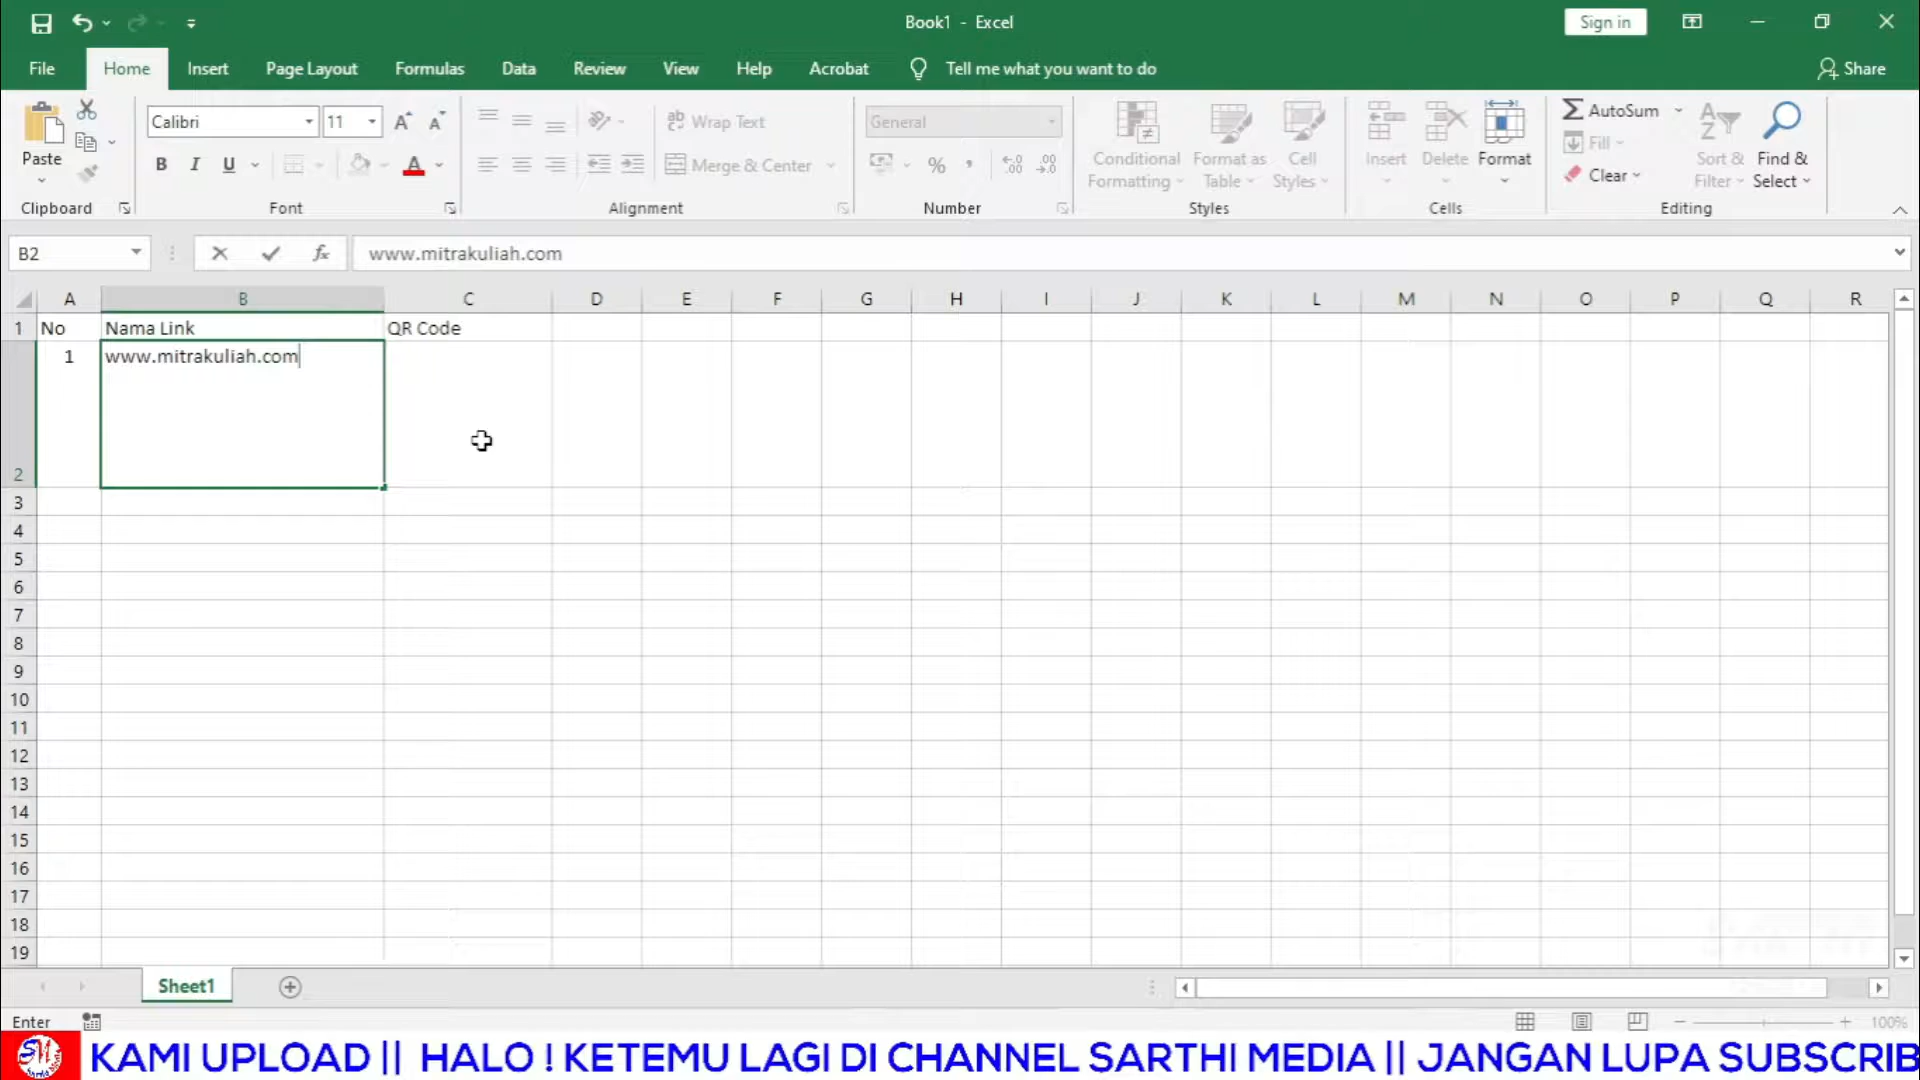 Book1 - Excel
Sign in
File Home Insert Page Layout Formulas Data Review View Help Acrobat Tell me what you want to do Share
Calibri 11 Wrap Text General AutoSum
Paste Conditional Format as Cell Insert Delete Format Fill Sort & Find &
B I U A Merge & Center % Formatting Table Styles Clear Filter Select
Clipboard Font Alignment Number Styles Cells Editing
B2 fx www.mitrakuliah.com
A B C D E F G H I J K L M N O P Q R
1 No Nama Link QR Code
1 www.mitrakuliah.com
2
3
4
5
6
7
8
9
10
11
12
13
14
15
16
17
18
19
Sheet1
Enter 100%
KAMI UPLOAD || HALO ! KETEMU LAGI DI CHANNEL SARTHI MEDIA || JANGAN LUPA SUBSCRIB